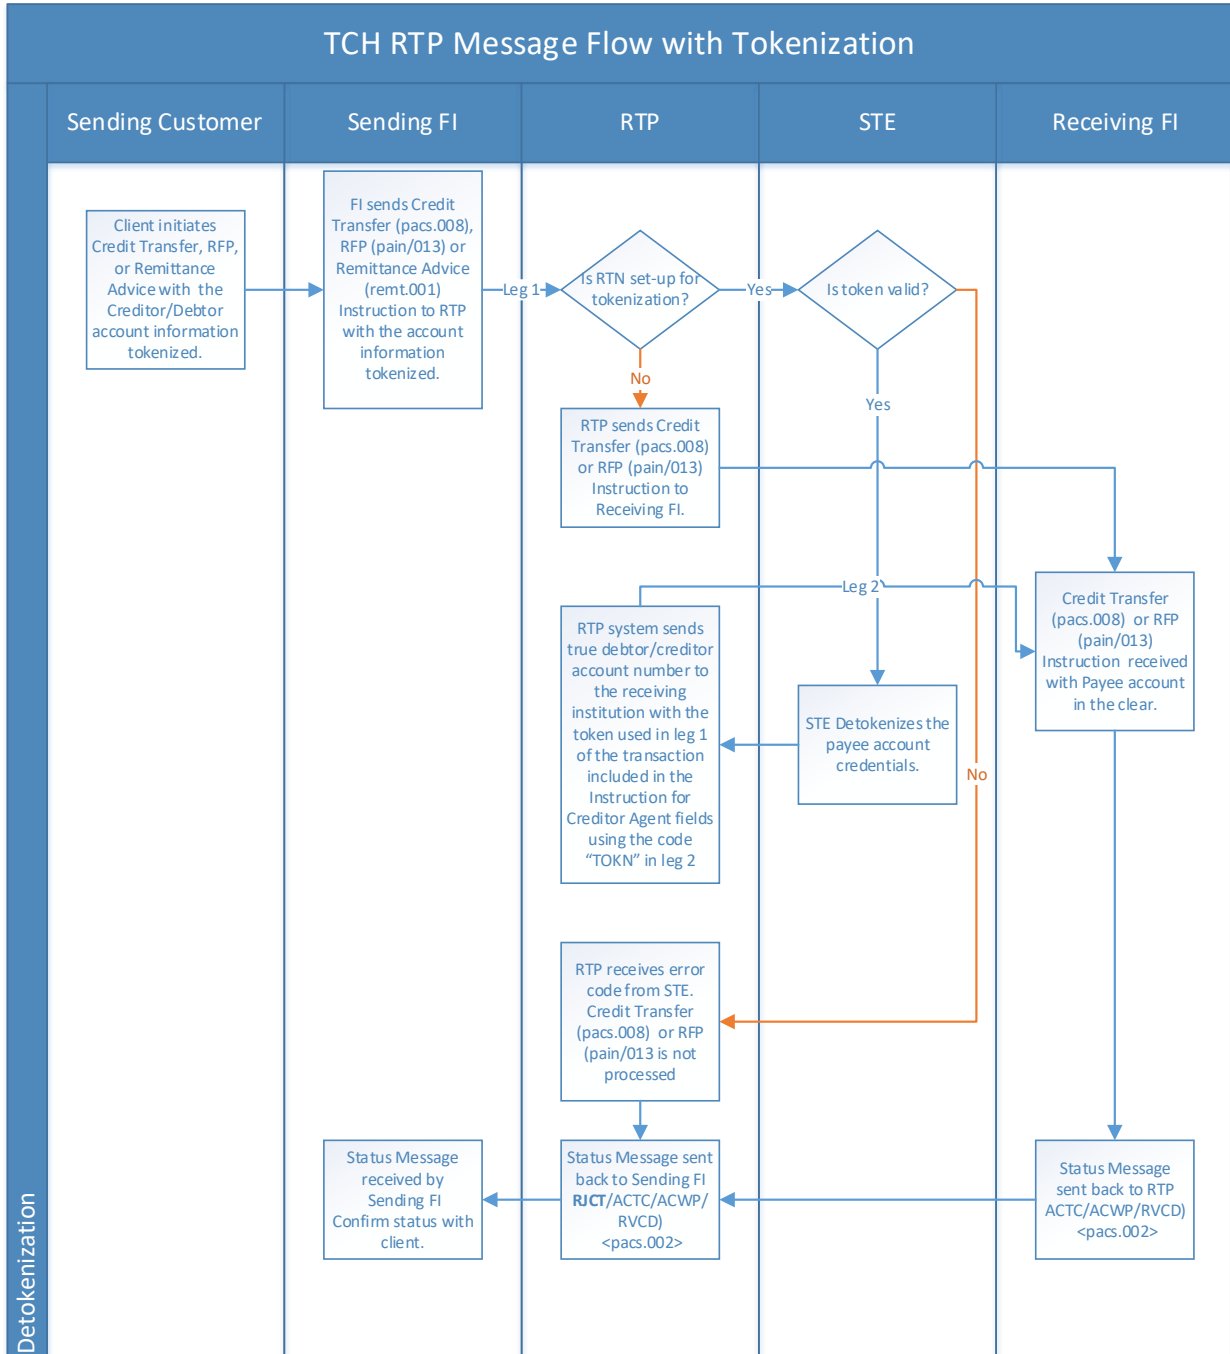 TCH RTP Message Flow with Tokenization
Sending Customer
Sending FI
RTP
STE
Receiving FI
Client initiates
Credit Transfer, RFP,
or Remittance
Advice with the
Creditor/Debtor
account information
tokenized.
FI sends Credit
Transfer (pacs.008),
RFP (pain/013) or
Remittance Advice
(remt.001)
Instruction to RTP
with the account
information
tokenized.
Leg 1
Is RTN set-up for
tokenization?
Yes
Is token valid?
No
Yes
RTP sends Credit
Transfer (pacs.008)
or RFP (pain/013)
Instruction to
Receiving FI.
Leg 2
RTP system sends
true debtor/creditor
account number to
the receiving
institution with the
token used in leg 1
of the transaction
included in the
Instruction for
Creditor Agent fields
using the code
“TOKN” in leg 2
STE Detokenizes the
payee account
credentials.
No
Credit Transfer
(pacs.008) or RFP
(pain/013)
Instruction received
with Payee account
in the clear.
RTP receives error
code from STE.
Credit Transfer
(pacs.008) or RFP
(pain/013 is not
processed
Status Message
received by
Sending FI
Confirm status with
client.
Status Message sent
back to Sending FI
RJCT/ACTC/ACWP/
RVCD)
<pacs.002>
Status Message
sent back to RTP
ACTC/ACWP/RVCD)
<pacs.002>
Detokenization